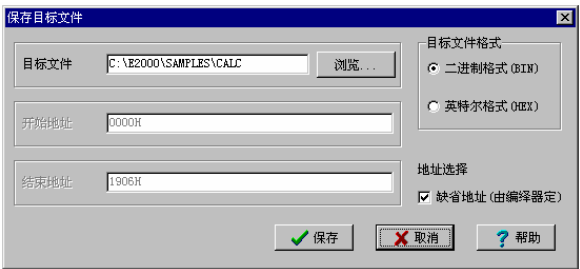 保存目标文件
目标文件 C:\E2000\SAMPLES\CALC 浏览...
开始地址 0000H
结束地址 1906H
目标文件格式
二进制格式(BIN)
英特尔格式(HEX)
地址选择
缺省地址(由编绎器定)
保存 取消 帮助